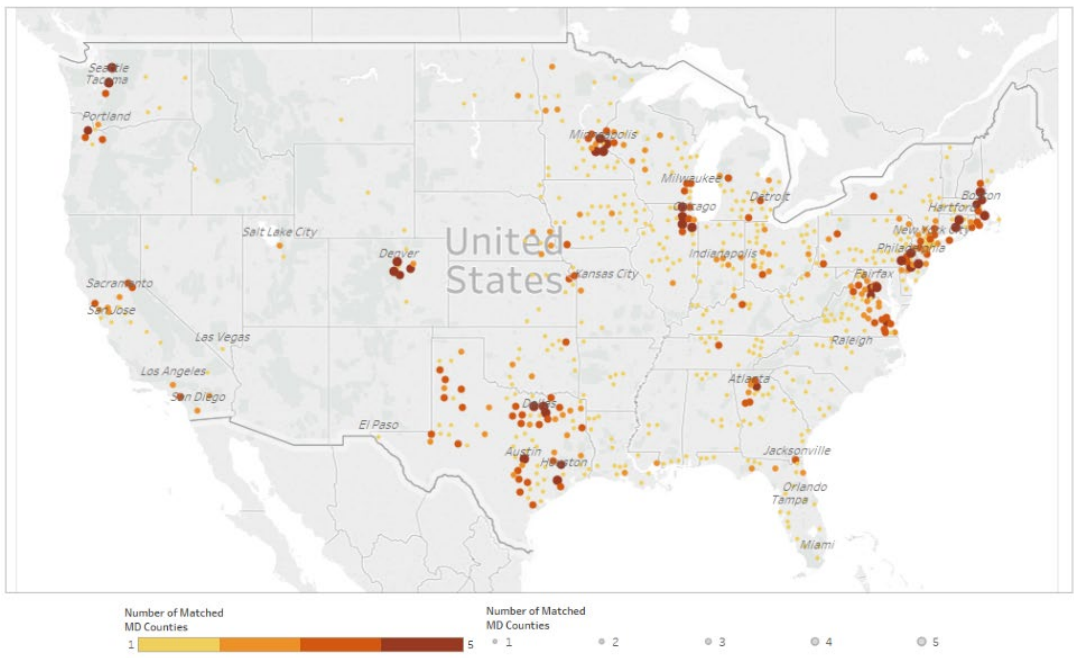 Seattle
Tacoma
Portland
Minneapolis
Milwaukee
Detroit
Boston
Chicago
Hartford
Salt Lake City
New York City
United
States
Denver
Indianapolis
Philadelphia
Kansas City
Fairfax
Sacramento
San Jose
Las Vegas
Raleigh
Los Angeles
Atlanta
San Diego
Dallas
El Paso
Austin
Houston
Jacksonville
Orlando
Tampa
Miami
Number of Matched
MD Counties
1 5
Number of Matched
MD Counties
1 2 3 4 5